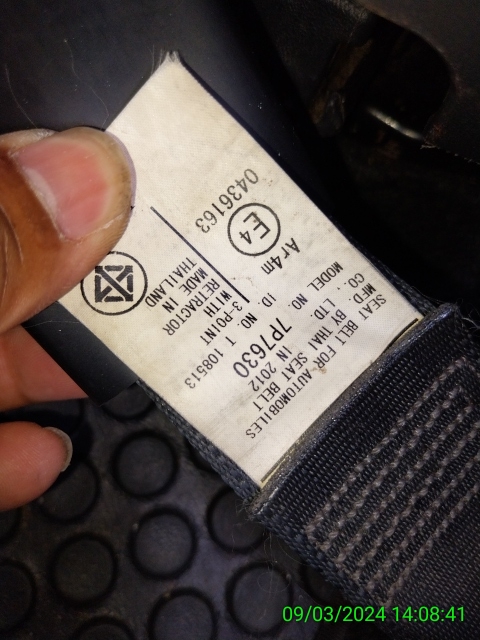 SEAT BELT FOR AUTOMOBILES
MFD. BY THAI SEAT BELT
CO., LTD. IN 2012
MODEL NO. 7P7630
ID. NO. T 108513
Ar4m
E4
0436163
3-POINT
WITH
RETRACTOR
MADE IN
THAILAND
09/03/2024 14:08:41